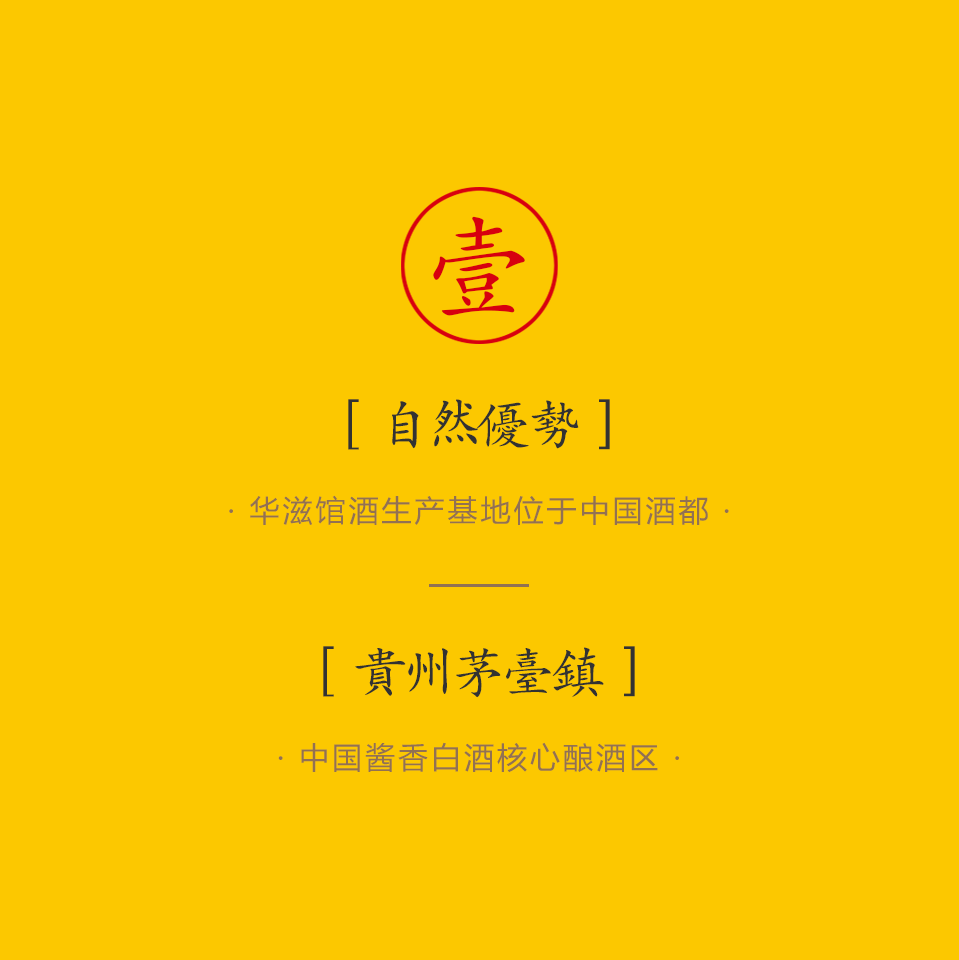 壹
[ 自然優勢 ]
· 华滋馆酒生产基地位于中国酒都 ·
[ 貴州茅臺鎮 ]
· 中国酱香白酒核心酿酒区 ·